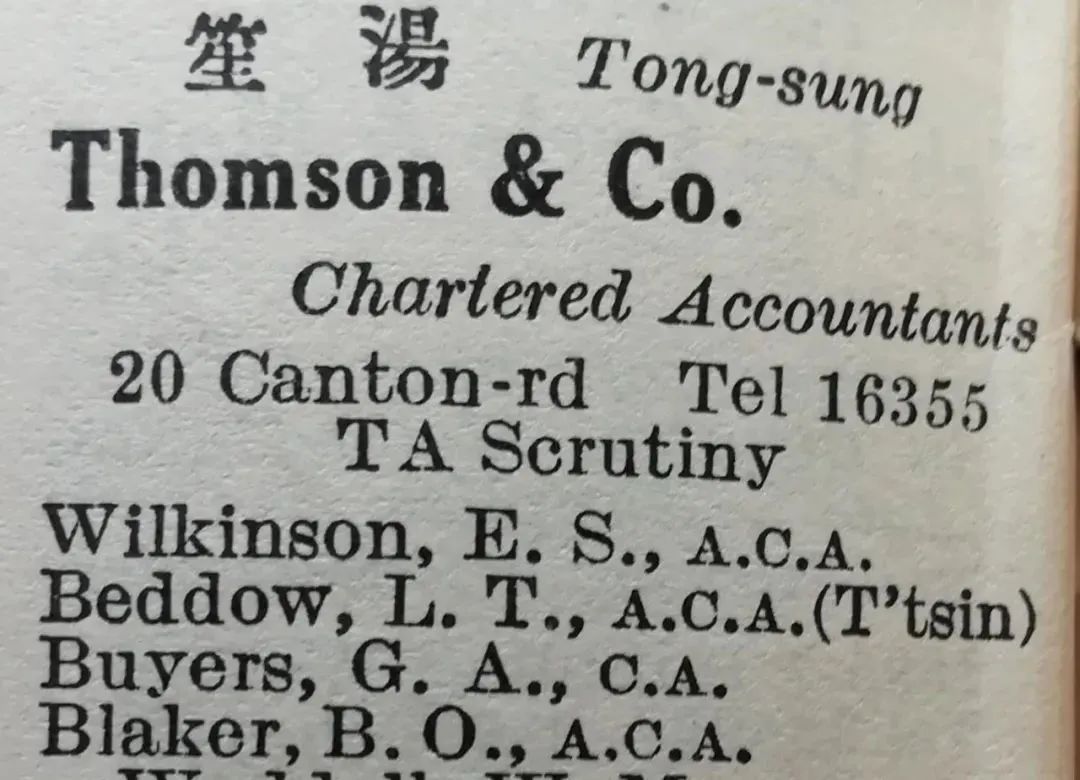 笙湯 Tong-sung
Thomson & Co.
Chartered Accountants
20 Canton-rd Tel 16355
TA Scrutiny
Wilkinson, E. S., A.C.A.
Beddow, L. T., A.C.A.(T'tsin)
Buyers, G. A., C.A.
Blaker, B. O., A.C.A.